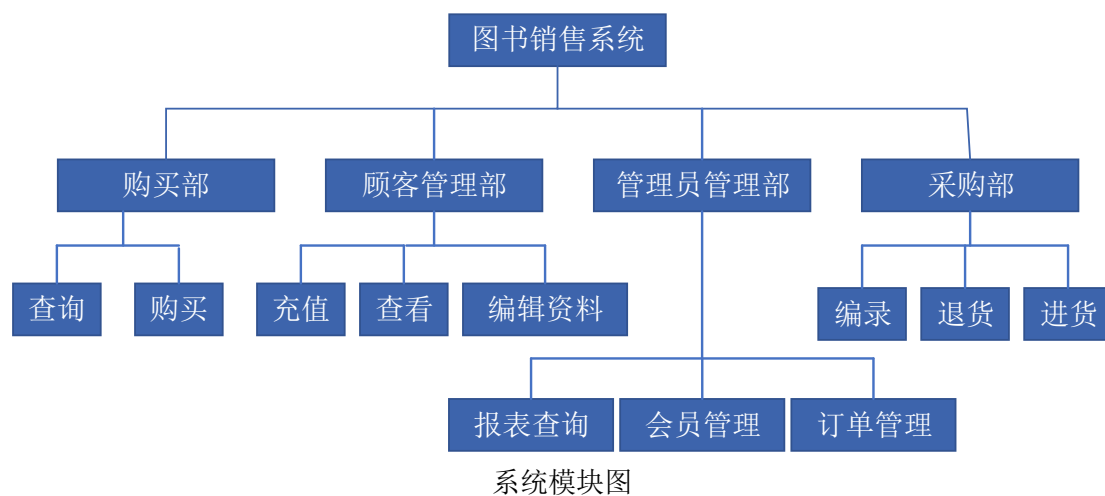 图书销售系统
购买部
顾客管理部
管理员管理部
采购部
查询
购买
充值
查看
编辑资料
编录
退货
进货
报表查询
会员管理
订单管理
系统模块图